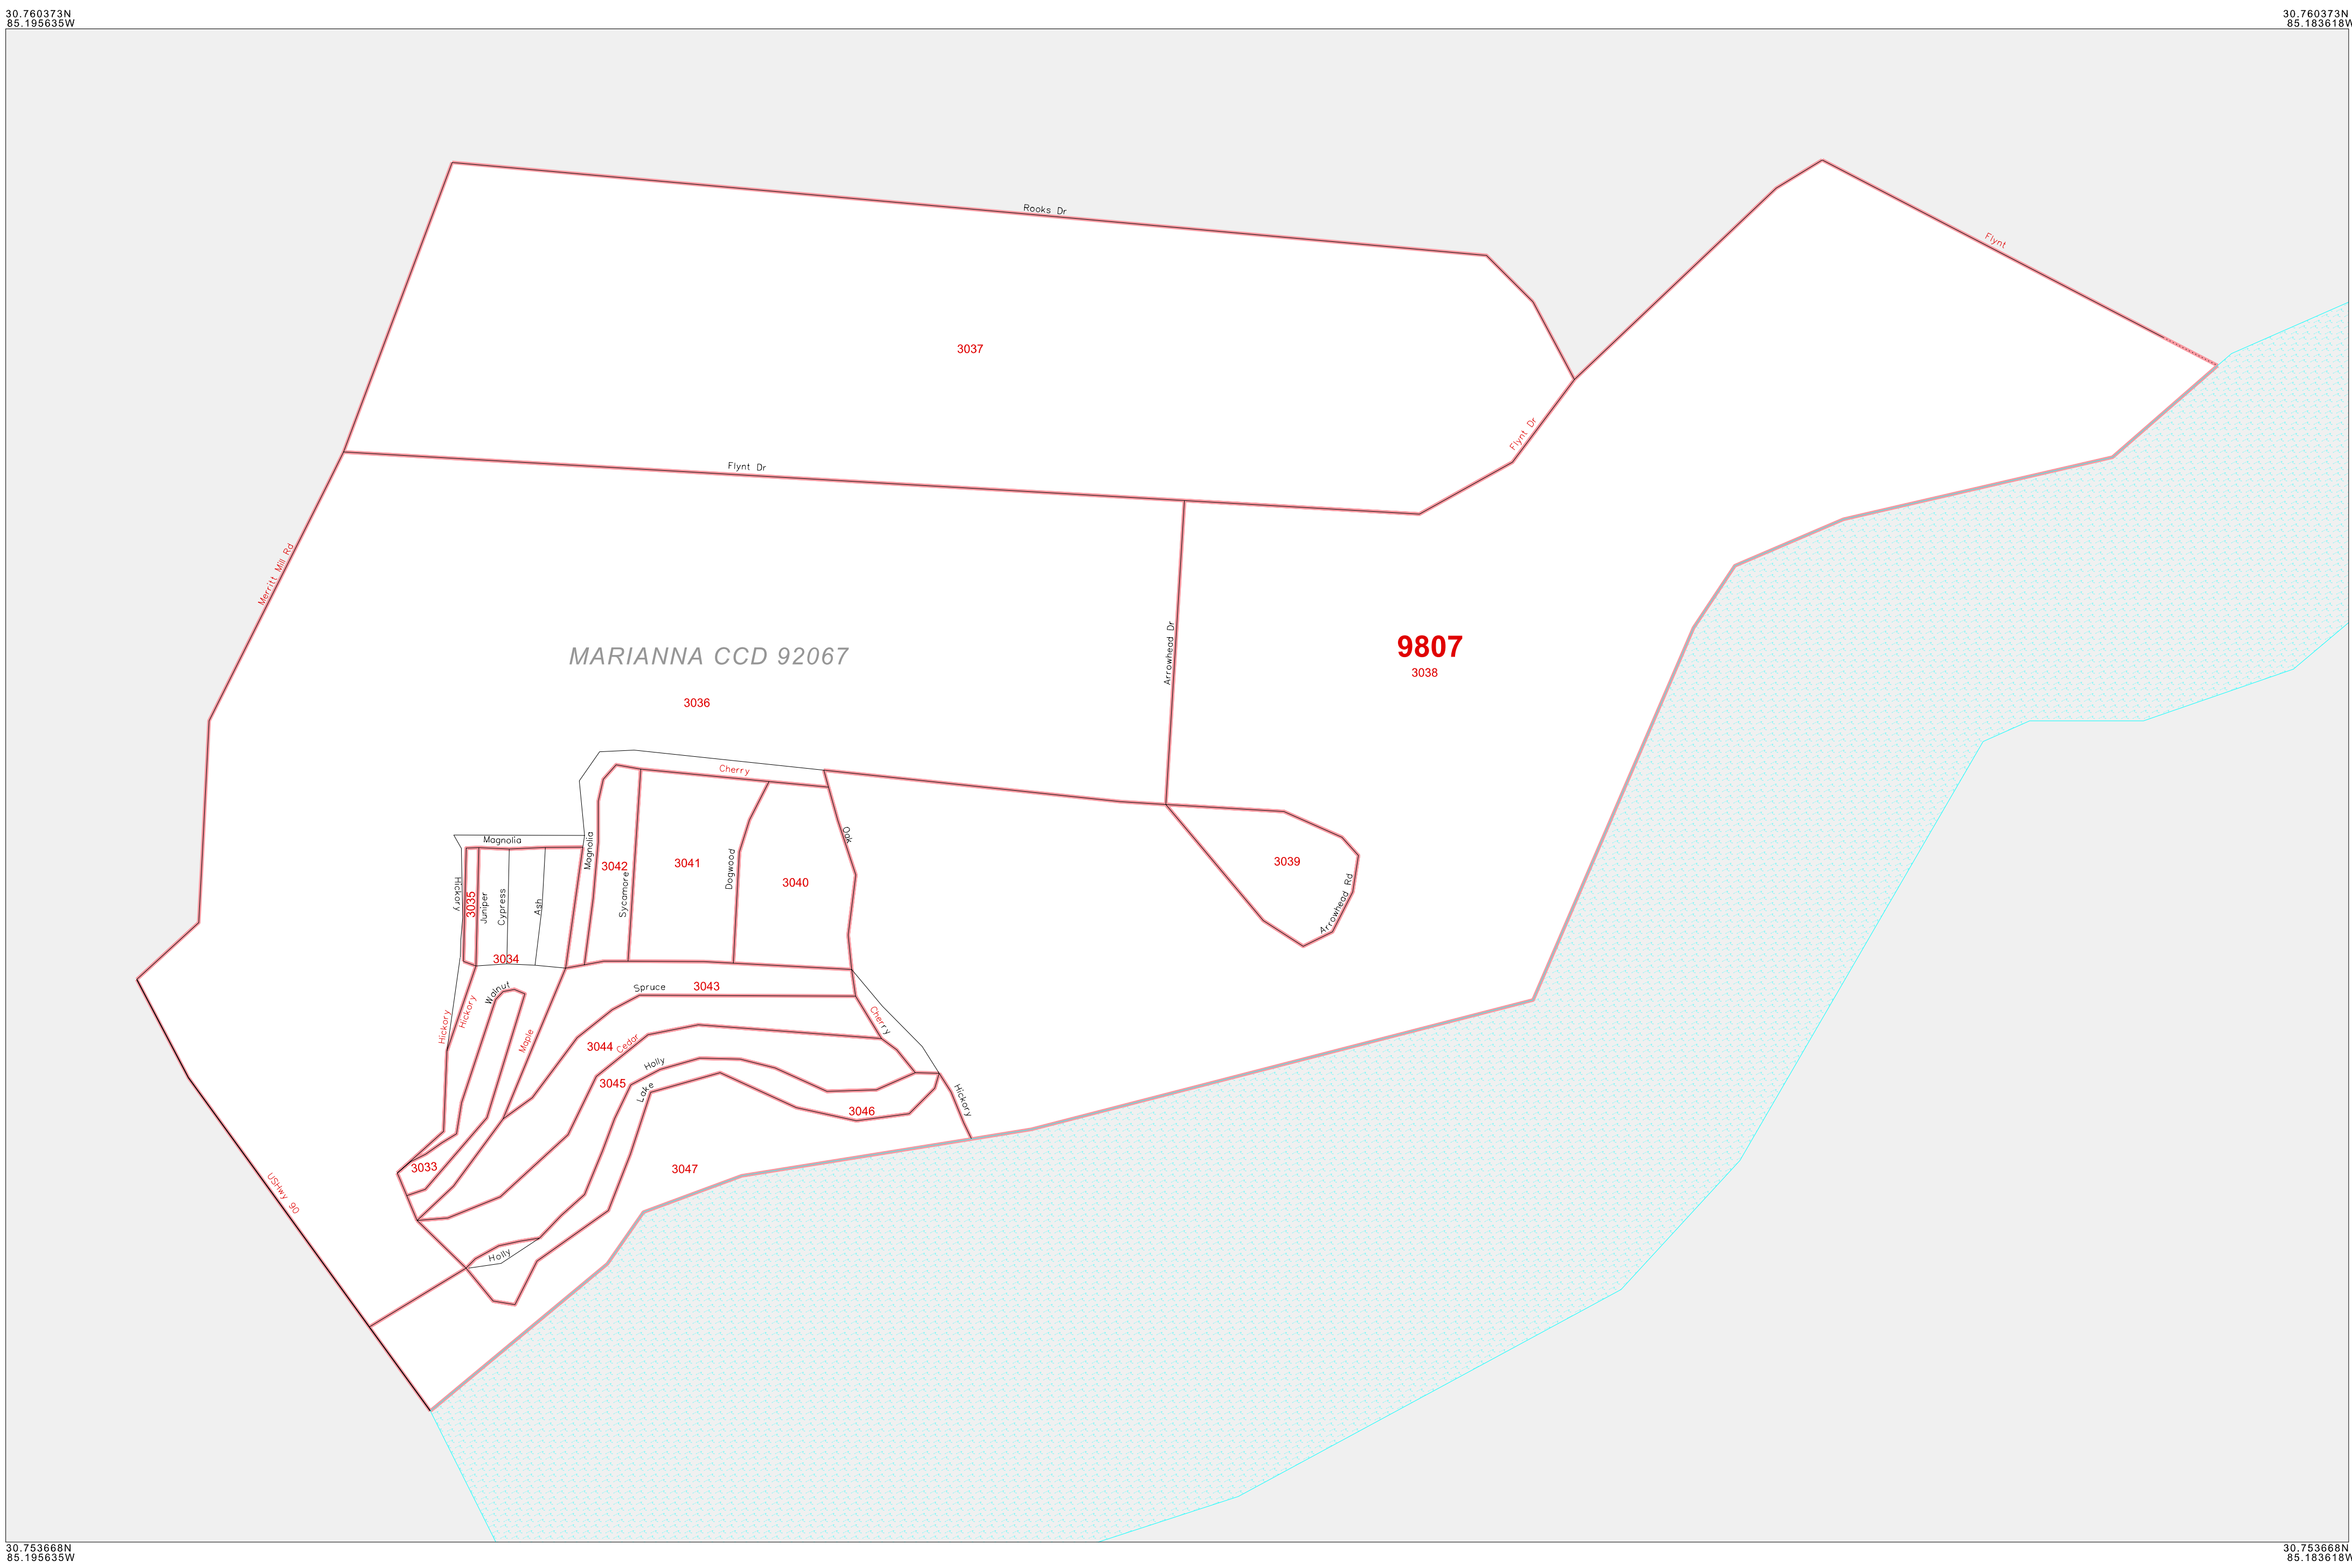 30.760373N
85.195635W
30.760373N
85.183618W
Rooks Dr
Flynt
3037
Flynt Dr
Flynt Dr
Merritt Mill Rd
Arrowhead Dr
9807
MARIANNA CCD 92067
3038
3036
Cherry
Oak
Magnolia
Magnolia
3042
3041
Dogwood
3040
3039
Hickory
3035
Juniper
Cypress
Ash
Sycamore
Arrowhead Rd
3034
Walnut
Spruce
3043
Hickory
Hickory
Maple
3044
Cedar
Cherry
Holly
3045
Lake
3046
Hickory
3033
3047
USHwy 90
Holly
30.753668N
85.195635W
30.753668N
85.183618W